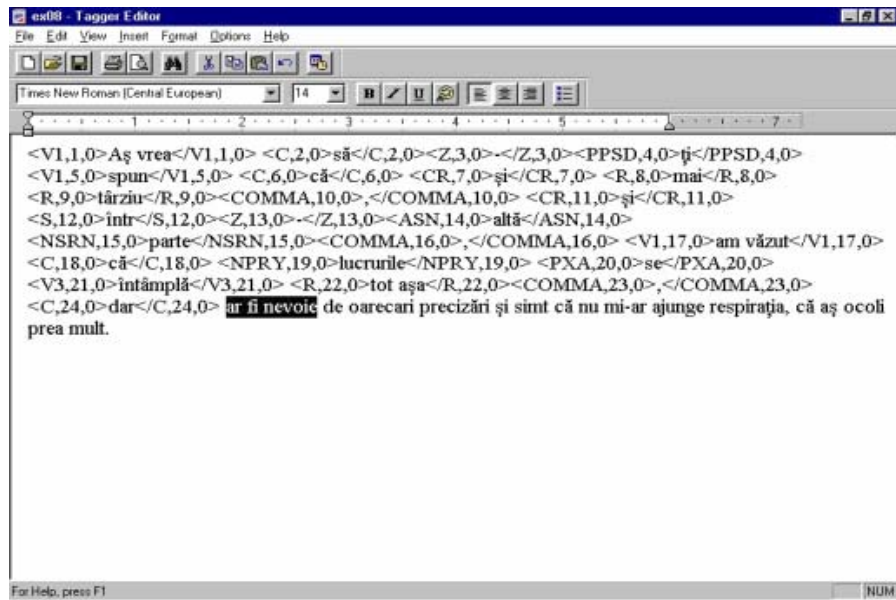 ex08 - Tagger Editor
File Edit View Insert Format Options Help
Times New Roman (Central European) 14 B I U
1 2 3 4 5 7
<V1,1,0>Aş vrea</V1,1,0> <C,2,0>să</C,2,0><Z,3,0>-</Z,3,0><PPSD,4,0>ţi</PPSD,4,0>
<V1,5,0>spun</V1,5,0> <C,6,0>că</C,6,0> <CR,7,0>şi</CR,7,0> <R,8,0>mai</R,8,0>
<R,9,0>târziu</R,9,0><COMMA,10,0>,</COMMA,10,0> <CR,11,0>şi</CR,11,0>
<S,12,0>într</S,12,0><Z,13,0>-</Z,13,0><ASN,14,0>altă</ASN,14,0>
<NSRN,15,0>parte</NSRN,15,0><COMMA,16,0>,</COMMA,16,0> <V1,17,0>am văzut</V1,17,0>
<C,18,0>că</C,18,0> <NPRY,19,0>lucrurile</NPRY,19,0> <PXA,20,0>se</PXA,20,0>
<V3,21,0>întâmplă</V3,21,0> <R,22,0>tot aşa</R,22,0><COMMA,23,0>,</COMMA,23,0>
<C,24,0>dar</C,24,0> ar fi nevoie de oarecari precizări şi simt că nu mi-ar ajunge respiraţia, că aş ocoli
prea mult.
For Help, press F1 NUM